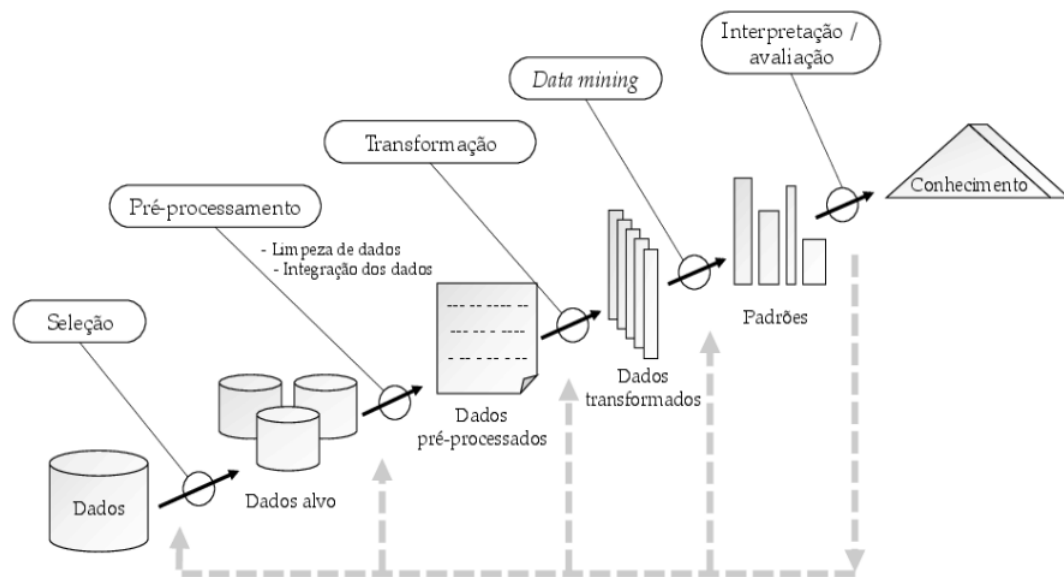 Interpretação /
avaliação
Data mining
Transformação
Conhecimento
Pré-processamento
- Limpeza de dados
- Integração dos dados
Seleção
Padrões
Dados
transformados
Dados
pré-processados
Dados alvo
Dados